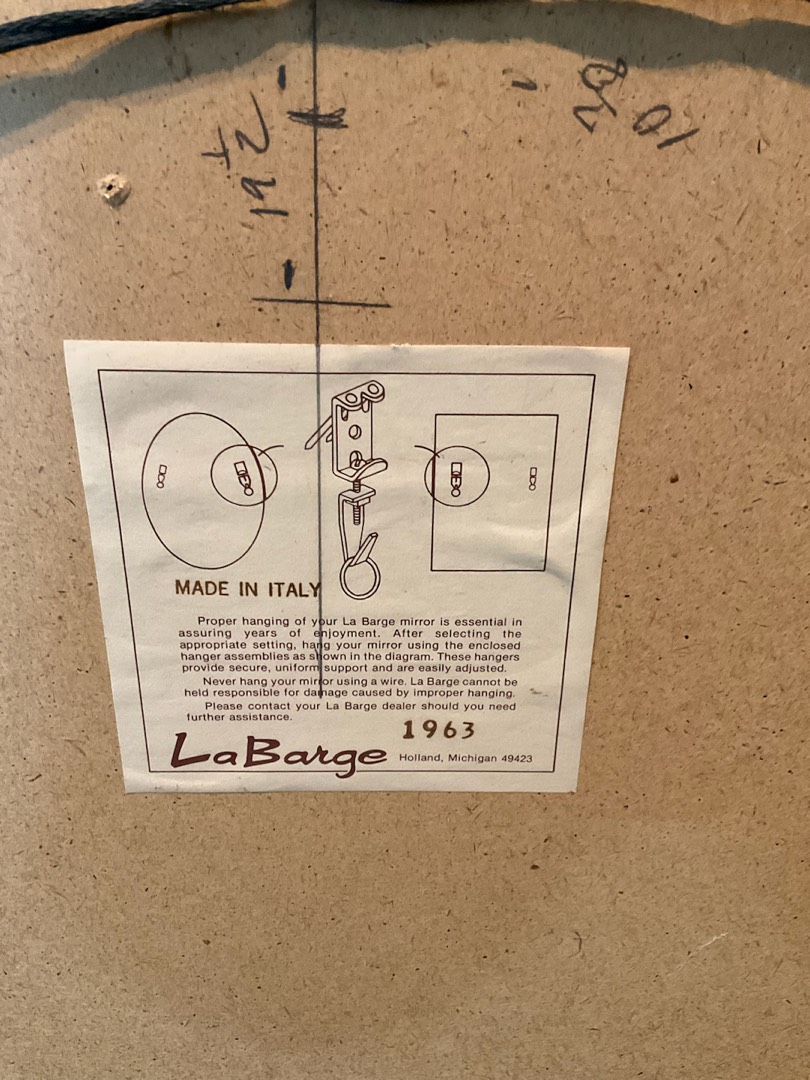 19 2
10
MADE IN ITALY
Proper hanging of your La Barge mirror is essential in
assuring years of enjoyment. After selecting the
appropriate setting, hang your mirror using the enclosed
hanger assemblies as shown in the diagram. These hangers
provide secure, uniform support and are easily adjusted.
Never hang your mirror using a wire. La Barge cannot be
held responsible for damage caused by improper hanging.
Please contact your La Barge dealer should you need
further assistance.
1963
LaBarge Holland, Michigan 49423